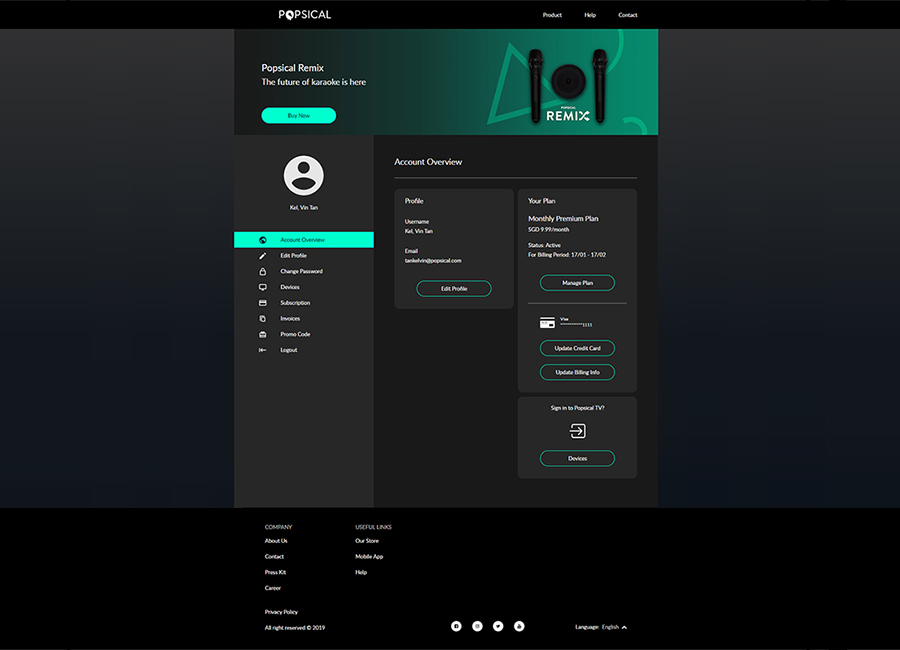 POPSICAL
Product
Help
Contact
Popsical Remix
The future of karaoke is here
Buy Now
POPSICAL
REMIX
Kel, Vin Tan
Account Overview
Edit Profile
Change Password
Devices
Subscription
Invoices
Promo Code
Logout
Account Overview
Profile
Username
Kel, Vin Tan
Email
tankelvin@popsical.com
Edit Profile
Your Plan
Monthly Premium Plan
SGD 9.99/month
Status: Active
For Billing Period: 17/01 - 17/02
Manage Plan
Visa
************1111
Update Credit Card
Update Billing Info
Sign in to Popsical TV?
Devices
COMPANY
About Us
Contact
Press Kit
Career
USEFUL LINKS
Our Store
Mobile App
Help
Privacy Policy
All right reserved © 2019
Language: English